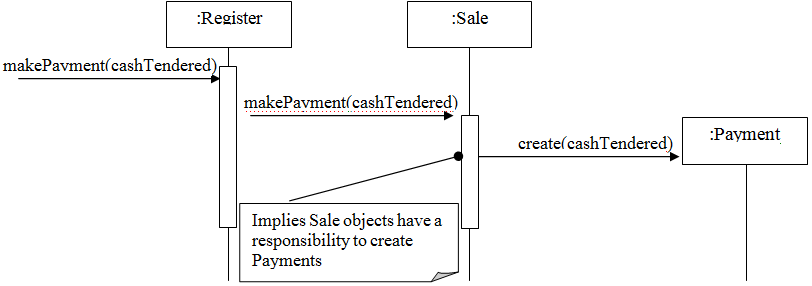 :Register
:Sale
makePayment(cashTendered)
makePayment(cashTendered)
create(cashTendered)
:Payment
Implies Sale objects have a
responsibility to create
Payments